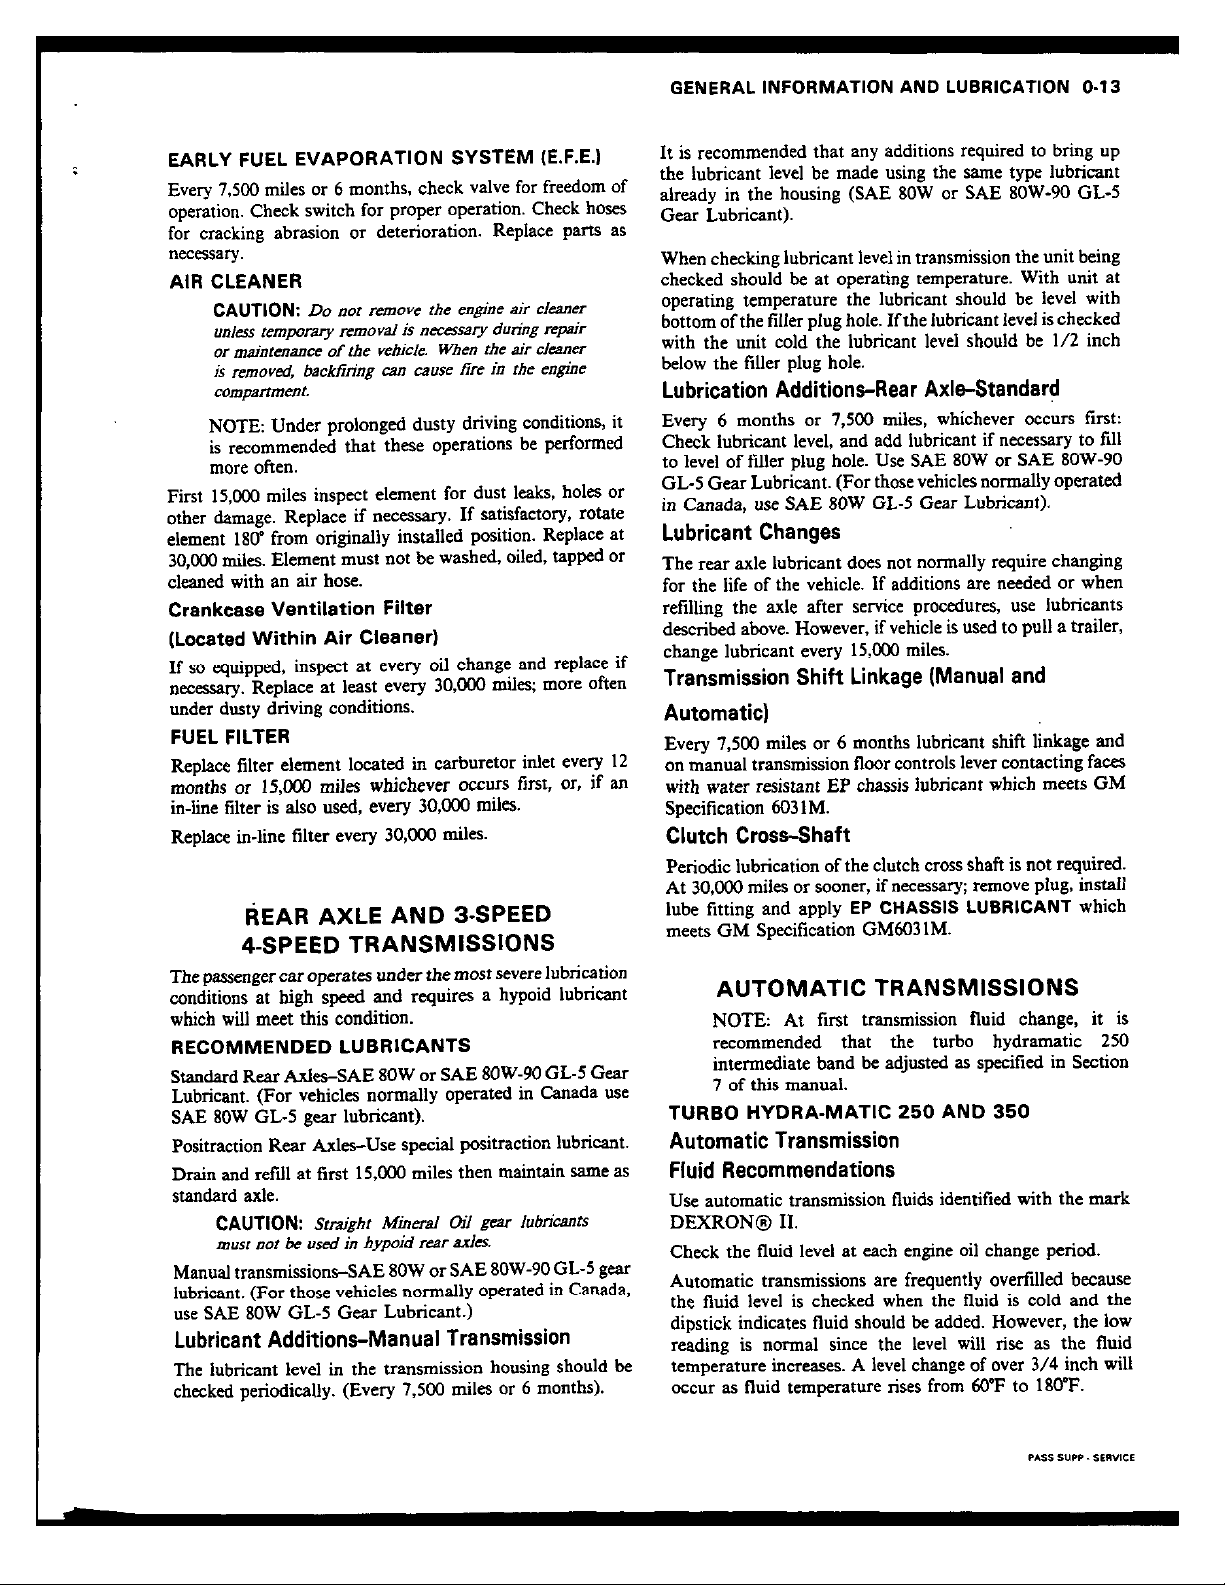 GENERAL INFORMATION AND LUBRICATION 0-13
EARLY FUEL EVAPORATION SYSTEM (E.F.E.)
Every 7,500 miles or 6 months, check valve for freedom of
operation. Check switch for proper operation. Check hoses
for cracking abrasion or deterioration. Replace parts as
necessary.
AIR CLEANER
CAUTION: Do not remove the engine air cleaner
unless temporary removal is necessary during repair
or maintenance of the vehicle. When the air cleaner
is removed, backfiring can cause fire in the engine
compartment.
NOTE: Under prolonged dusty driving conditions, it
is recommended that these operations be performed
more often.
First 15,000 miles inspect element for dust leaks, holes or
other damage. Replace if necessary. If satisfactory, rotate
element 180° from originally installed position. Replace at
30,000 miles. Element must not be washed, oiled, tapped or
cleaned with an air hose.
Crankcase Ventilation Filter
(Located Within Air Cleaner)
If so equipped, inspect at every oil change and replace if
necessary. Replace at least every 30,000 miles; more often
under dusty driving conditions.
FUEL FILTER
Replace filter element located in carburetor inlet every 12
months or 15,000 miles whichever occurs first, or, if an
in-line filter is also used, every 30,000 miles.
Replace in-line filter every 30,000 miles.
REAR AXLE AND 3-SPEED
4-SPEED TRANSMISSIONS
The passenger car operates under the most severe lubrication
conditions at high speed and requires a hypoid lubricant
which will meet this condition.
RECOMMENDED LUBRICANTS
Standard Rear Axles–SAE 80W or SAE 80W-90 GL-5 Gear
Lubricant. (For vehicles normally operated in Canada use
SAE 80W GL-5 gear lubricant).
Positraction Rear Axles–Use special positraction lubricant.
Drain and refill at first 15,000 miles then maintain same as
standard axle.
CAUTION: Straight Mineral Oil gear lubricants
must not be used in hypoid rear axles.
Manual transmissions–SAE 80W or SAE 80W-90 GL-5 gear
lubricant. (For those vehicles normally operated in Canada,
use SAE 80W GL-5 Gear Lubricant.)
Lubricant Additions–Manual Transmission
The lubricant level in the transmission housing should be
checked periodically. (Every 7,500 miles or 6 months).
It is recommended that any additions required to bring up
the lubricant level be made using the same type lubricant
already in the housing (SAE 80W or SAE 80W-90 GL-5
Gear Lubricant).
When checking lubricant level in transmission the unit being
checked should be at operating temperature. With unit at
operating temperature the lubricant should be level with
bottom of the filler plug hole. If the lubricant level is checked
with the unit cold the lubricant level should be 1/2 inch
below the filler plug hole.
Lubrication Additions–Rear Axle–Standard
Every 6 months or 7,500 miles, whichever occurs first:
Check lubricant level, and add lubricant if necessary to fill
to level of filler plug hole. Use SAE 80W or SAE 80W-90
GL-5 Gear Lubricant. (For those vehicles normally operated
in Canada, use SAE 80W GL-5 Gear Lubricant).
Lubricant Changes
The rear axle lubricant does not normally require changing
for the life of the vehicle. If additions are needed or when
refilling the axle after service procedures, use lubricants
described above. However, if vehicle is used to pull a trailer,
change lubricant every 15,000 miles.
Transmission Shift Linkage (Manual and
Automatic)
Every 7,500 miles or 6 months lubricant shift linkage and
on manual transmission floor controls lever contacting faces
with water resistant EP chassis lubricant which meets GM
Specification 6031M.
Clutch Cross–Shaft
Periodic lubrication of the clutch cross shaft is not required.
At 30,000 miles or sooner, if necessary; remove plug, install
lube fitting and apply EP CHASSIS LUBRICANT which
meets GM Specification GM6031M.
AUTOMATIC TRANSMISSIONS
NOTE: At first transmission fluid change, it is
recommended that the turbo hydramatic 250
intermediate band be adjusted as specified in Section
7 of this manual.
TURBO HYDRA-MATIC 250 AND 350
Automatic Transmission
Fluid Recommendations
Use automatic transmission fluids identified with the mark
DEXRON® II.
Check the fluid level at each engine oil change period.
Automatic transmissions are frequently overfilled because
the fluid level is checked when the fluid is cold and the
dipstick indicates fluid should be added. However, the low
reading is normal since the level will rise as the fluid
temperature increases. A level change of over 3/4 inch will
occur as fluid temperature rises from 60°F to 180°F.
PASS SUPP - SERVICE